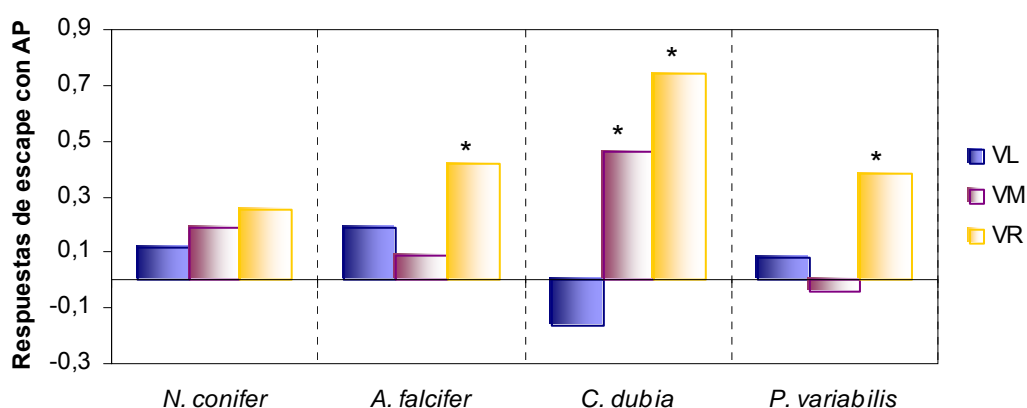 Respuestas de escape con AP
0,9
0,7
0,5
0,3
0,1
-0,1
-0,3
*
*
*
*
N. conifer
A. falcifer
C. dubia
P. variabilis
VL
VM
VR